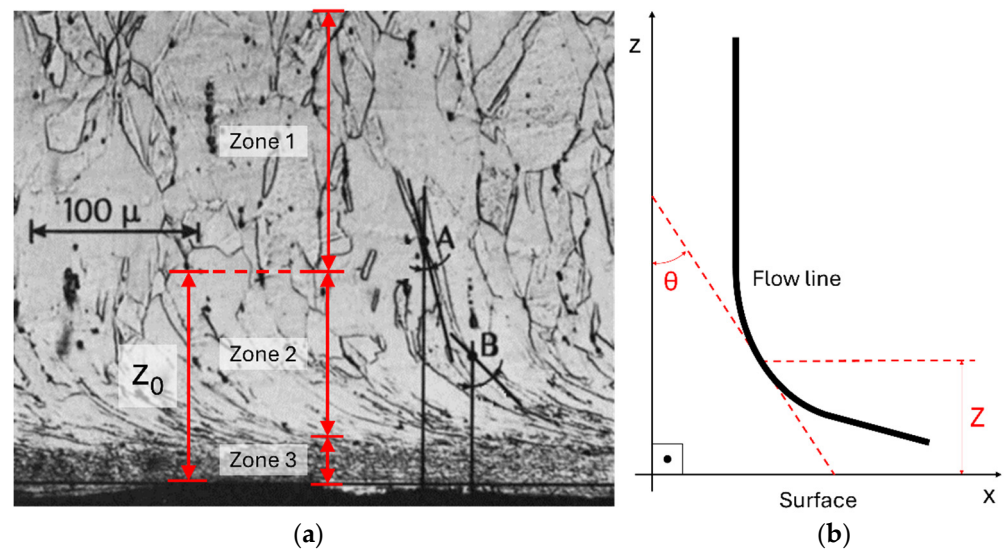 Zone 1
100 μ
A
B
Zone 2
Z0
Zone 3
(a)
z
θ
Flow line
Z
x
Surface
(b)